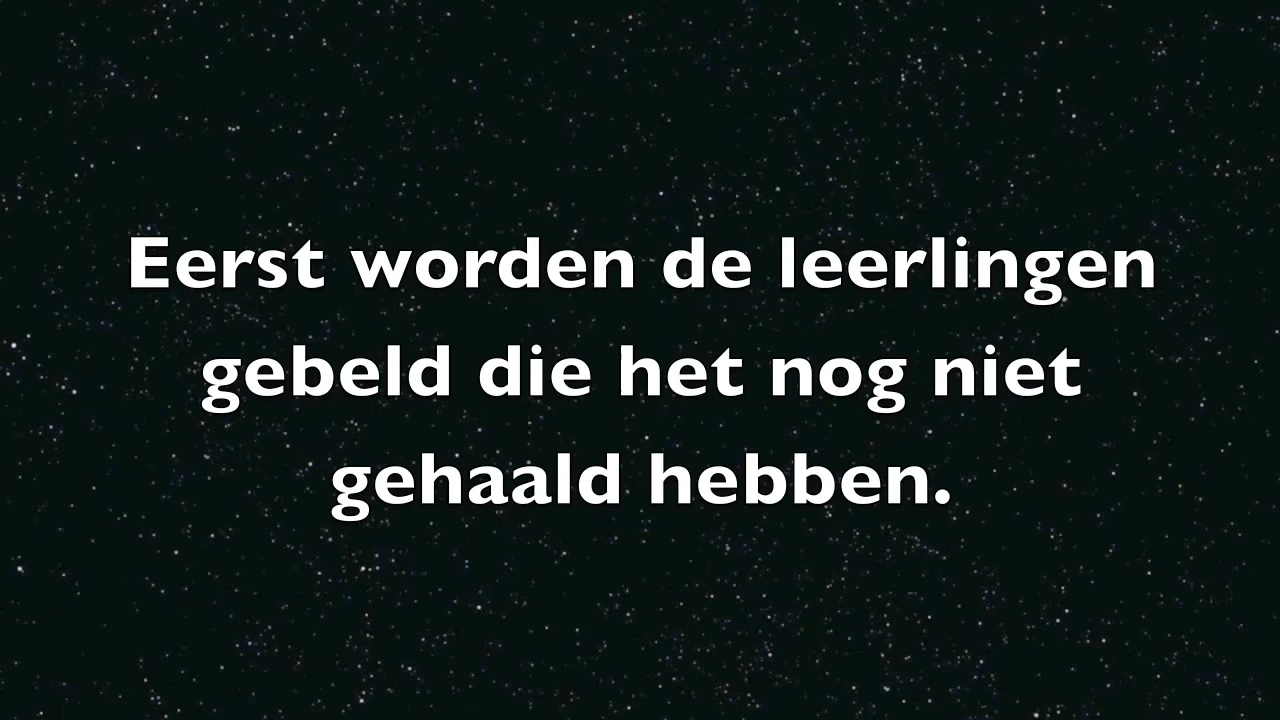 Eerst worden de leerlingen
gebeld die het nog niet
gehaald hebben.